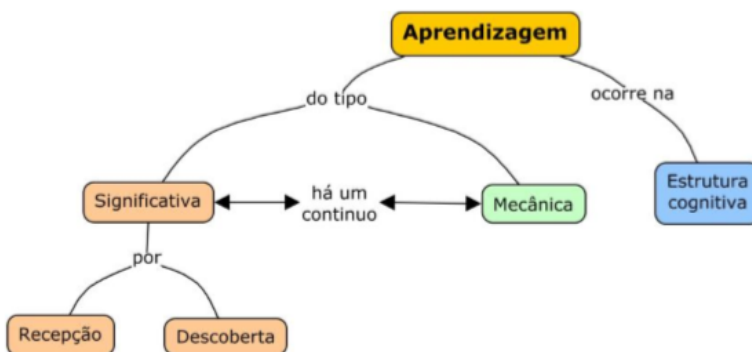 Aprendizagem
do tipo
ocorre na
Significativa
há um
continuo
Mecânica
Estrutura
cognitiva
por
Recepção
Descoberta